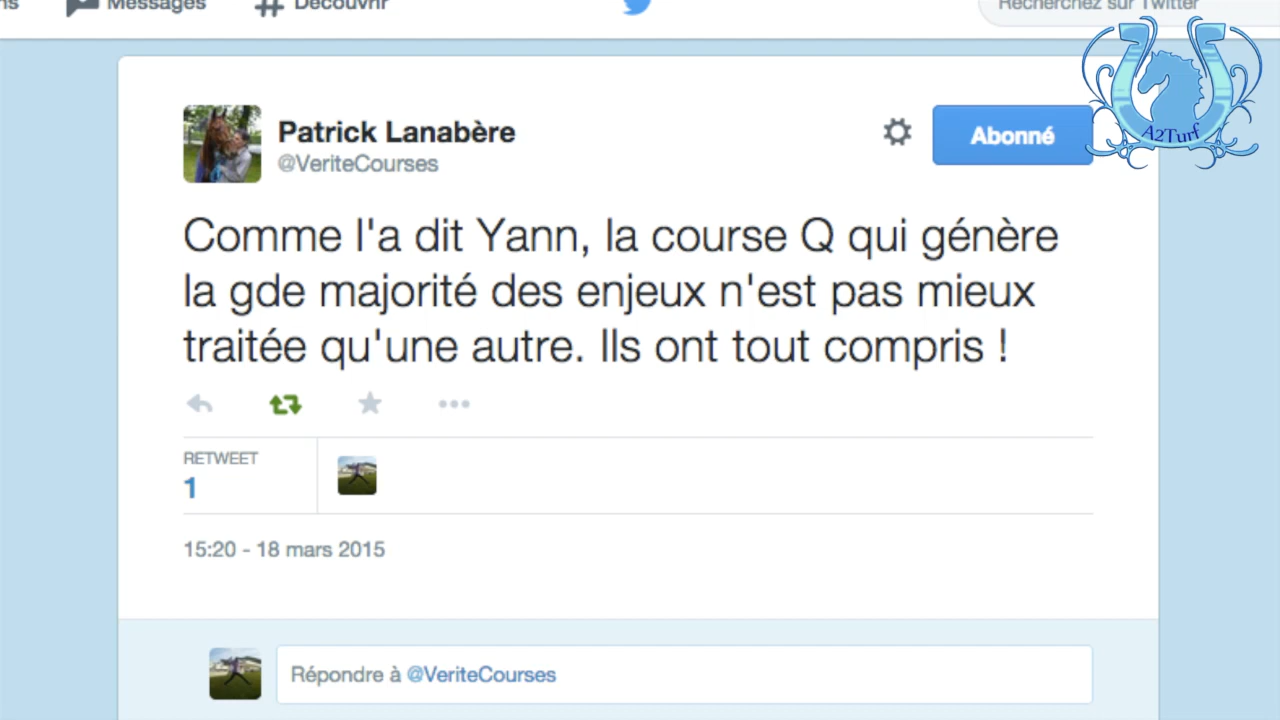 Messages
Découvrir
Recherchez sur Twitter
A2Turf
Patrick Lanabère
@VeriteCourses
Abonné
Comme l'a dit Yann, la course Q qui génère
la gde majorité des enjeux n'est pas mieux
traitée qu'une autre. Ils ont tout compris !
RETWEET
1
15:20 - 18 mars 2015
Répondre à @VeriteCourses